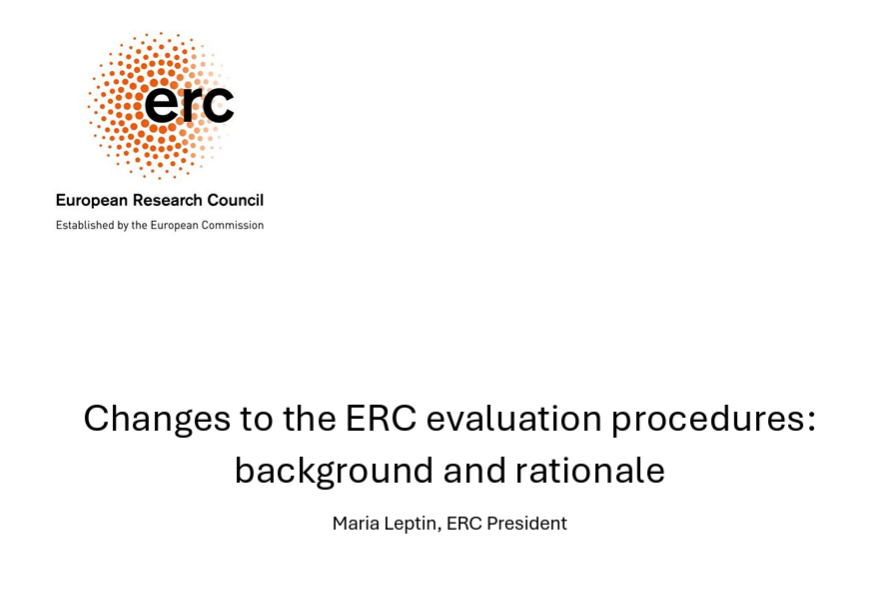 erc
European Research Council
Established by the European Commission
Changes to the ERC evaluation procedures:
background and rationale
Maria Leptin, ERC President